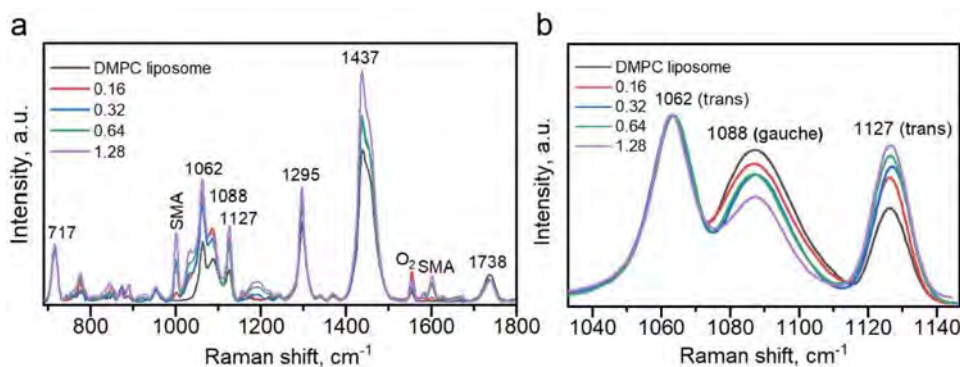 a
DMPC liposome
0.16
0.32
0.64
1.28
717
SMA
1062
1088
1127
1295
1437
O2
SMA
1738
Intensity, a.u.
800
1000
1200
1400
1600
1800
Raman shift, cm-1
b
DMPC liposome
0.16
0.32
0.64
1.28
1062 (trans)
1088 (gauche)
1127 (trans)
Intensity, a.u.
1040
1060
1080
1100
1120
1140
Raman shift, cm-1